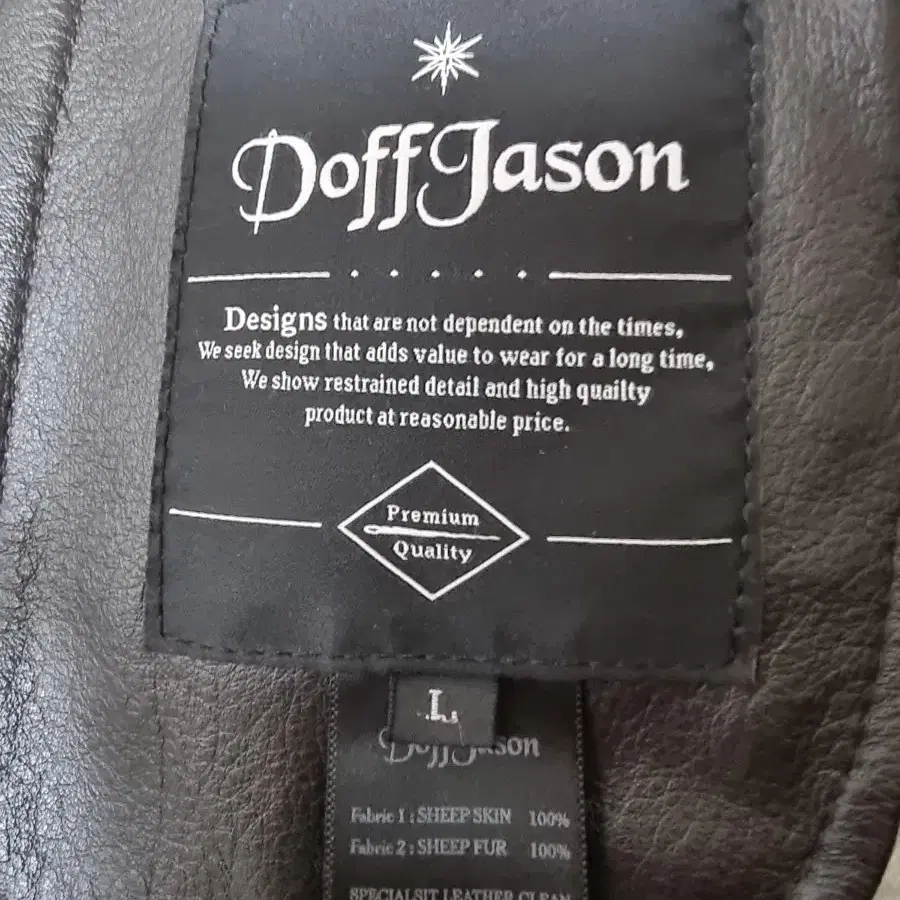 DoffJason
Designs that are not dependent on the times,
We seek design that adds value to wear for a long time,
We show restrained detail and high quailty
product at reasonable price.
Premium
Quality
L
DoffJason
Fabric 1 : SHEEP SKIN 100%
Fabric 2 : SHEEP FUR 100%
SPECIALSIT LEATHER CLEAN